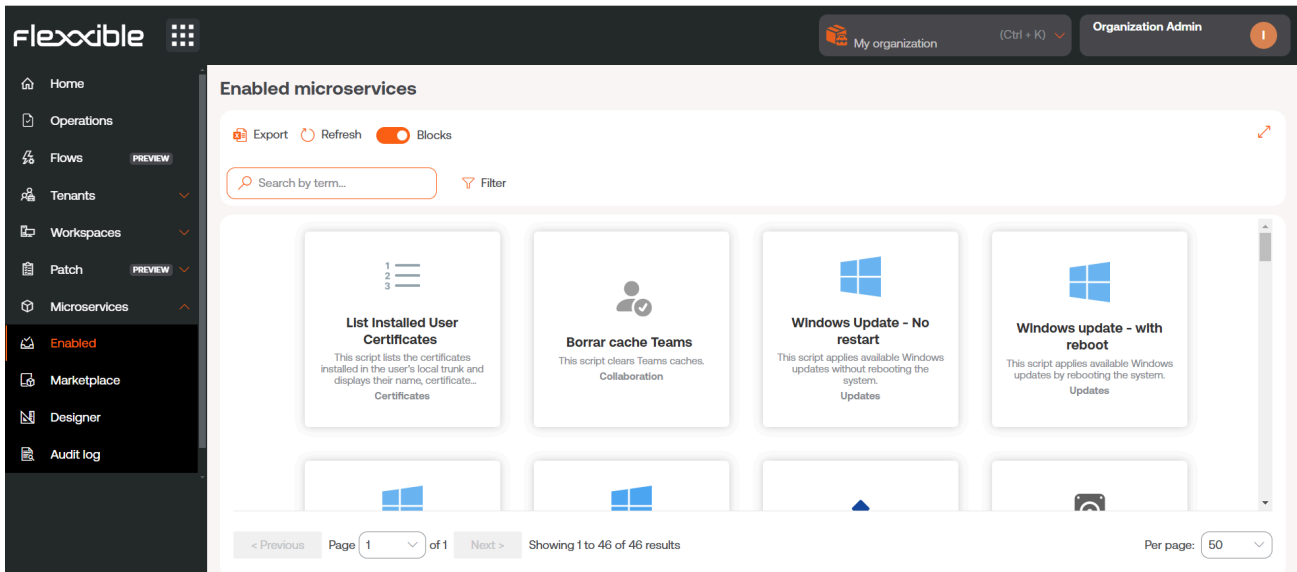 Flexxible
My organization (Ctrl + K)
Organization Admin
I
Home
Operations
Flows PREVIEW
Tenants
Workspaces
Patch PREVIEW
Microservices
Enabled
Marketplace
Designer
Audit log
Enabled microservices
Export Refresh Blocks
Search by term... Filter
1
2
3
List Installed User
Certificates
This script lists the certificates
installed in the user's local trunk and
displays their name, certificate...
Certificates
Borrar cache Teams
This script clears Teams caches.
Collaboration
Windows Update - No
restart
This script applies available Windows
updates without rebooting the
system.
Updates
Windows update - with
reboot
This script applies available Windows
updates by rebooting the system.
Updates
< Previous Page 1 of 1 Next > Showing 1 to 46 of 46 results Per page: 50